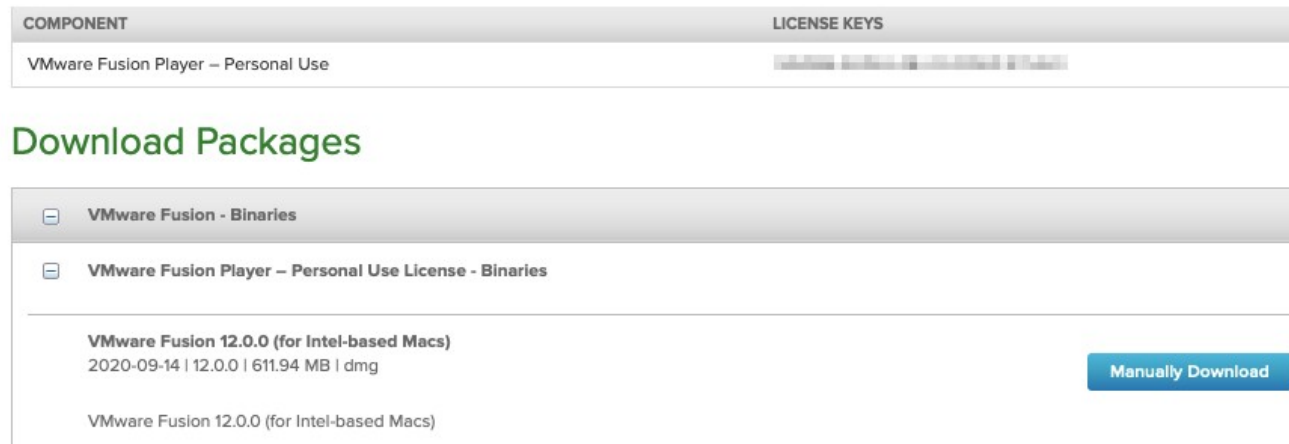 COMPONENT LICENSE KEYS
VMware Fusion Player – Personal Use
Download Packages
VMware Fusion - Binaries
VMware Fusion Player – Personal Use License - Binaries
VMware Fusion 12.0.0 (for Intel-based Macs)
2020-09-14 | 12.0.0 | 611.94 MB | dmg
Manually Download
VMware Fusion 12.0.0 (for Intel-based Macs)